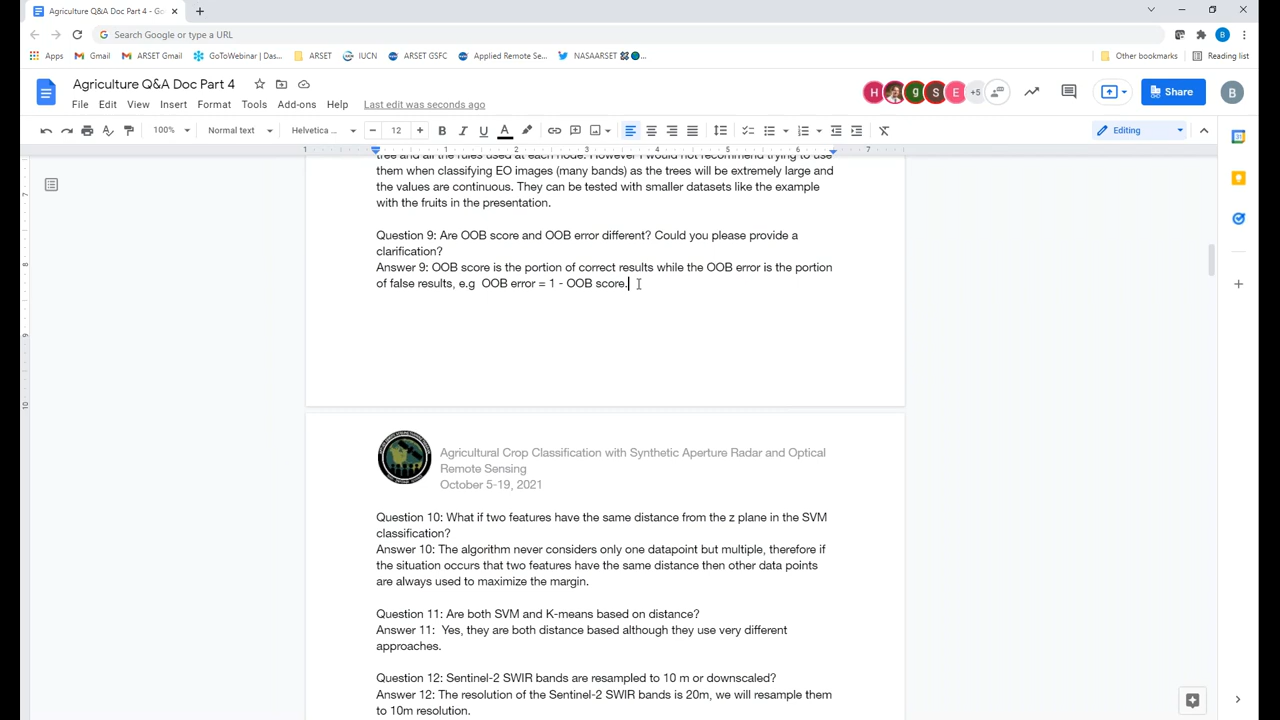 Agriculture Q&A Doc Part 4 - Go
Search Google or type a URL
Apps Gmail ARSET Gmail GoToWebinar | Das... ARSET IUCN ARSET GSFC Applied Remote Se... NASAARSET Other bookmarks Reading list
Agriculture Q&A Doc Part 4
File Edit View Insert Format Tools Add-ons Help Last edit was seconds ago
H g S E +5 Share B
100% Normal text Helvetica ... 12 Editing
1 1 2 3 4 5 6 7
tree and all the rules used at each node. However I would not recommend trying to use
them when classifying EO images (many bands) as the trees will be extremely large and
the values are continuous. They can be tested with smaller datasets like the example
with the fruits in the presentation.
Question 9: Are OOB score and OOB error different? Could you please provide a
clarification?
Answer 9: OOB score is the portion of correct results while the OOB error is the portion
of false results, e.g  OOB error = 1 - OOB score.
Agricultural Crop Classification with Synthetic Aperture Radar and Optical
Remote Sensing
October 5-19, 2021
Question 10: What if two features have the same distance from the z plane in the SVM
classification?
Answer 10: The algorithm never considers only one datapoint but multiple, therefore if
the situation occurs that two features have the same distance then other data points
are always used to maximize the margin.
Question 11: Are both SVM and K-means based on distance?
Answer 11:  Yes, they are both distance based although they use very different
approaches.
Question 12: Sentinel-2 SWIR bands are resampled to 10 m or downscaled?
Answer 12: The resolution of the Sentinel-2 SWIR bands is 20m, we will resample them
to 10m resolution.